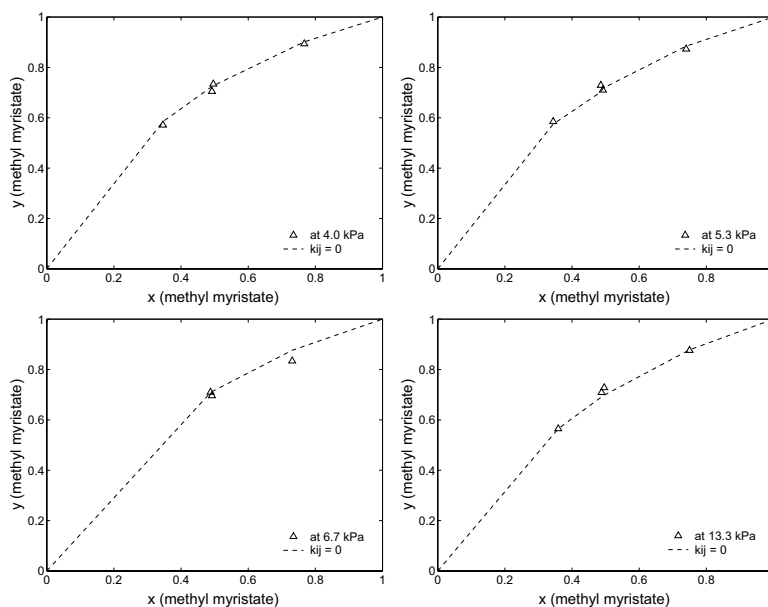 1
0.8
0.6
0.4
0.2
0
0 0.2 0.4 0.6 0.8 1
y (methyl myristate)
x (methyl myristate)
at 4.0 kPa
kij = 0
1
0.8
0.6
0.4
0.2
0
0 0.2 0.4 0.6 0.8
y (methyl myristate)
x (methyl myristate)
at 5.3 kPa
kij = 0
1
0.8
0.6
0.4
0.2
0
0 0.2 0.4 0.6 0.8 1
y (methyl myristate)
x (methyl myristate)
at 6.7 kPa
kij = 0
1
0.8
0.6
0.4
0.2
0
0 0.2 0.4 0.6 0.8
y (methyl myristate)
x (methyl myristate)
at 13.3 kPa
kij = 0